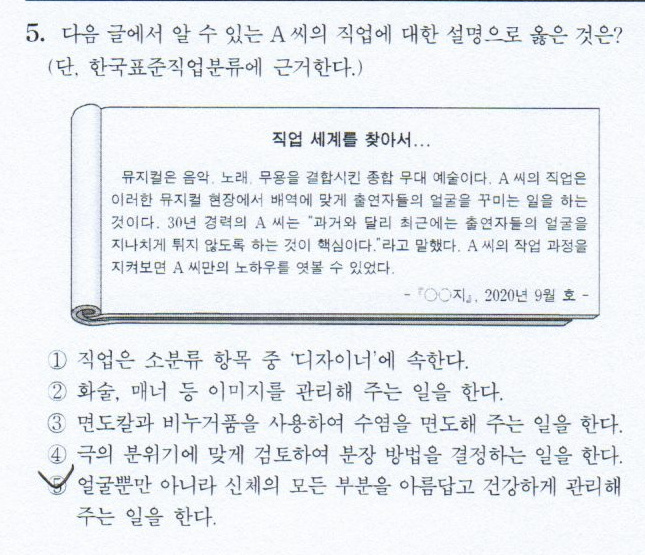 5. 다음 글에서 알 수 있는 A 씨의 직업에 대한 설명으로 옳은 것은?
(단, 한국표준직업분류에 근거한다.)
직업 세계를 찾아서…
뮤지컬은 음악, 노래, 무용을 결합시킨 종합 무대 예술이다. A 씨의 직업은
이러한 뮤지컬 현장에서 배역에 맞게 출연자들의 얼굴을 꾸미는 일을 하는
것이다. 30년 경력의 A 씨는 "과거와 달리 최근에는 출연자들의 얼굴을
지나치게 튀지 않도록 하는 것이 핵심이다."라고 말했다. A 씨의 작업 과정을
지켜보면 A 씨만의 노하우를 엿볼 수 있었다.
- 『○○지』, 2020년 9월 호 -
① 직업은 소분류 항목 중 '디자이너'에 속한다.
② 화술, 매너 등 이미지를 관리해 주는 일을 한다.
③ 면도칼과 비누거품을 사용하여 수염을 면도해 주는 일을 한다.
④ 극의 분위기에 맞게 검토하여 분장 방법을 결정하는 일을 한다.
⑤ 얼굴뿐만 아니라 신체의 모든 부분을 아름답고 건강하게 관리해
주는 일을 한다.